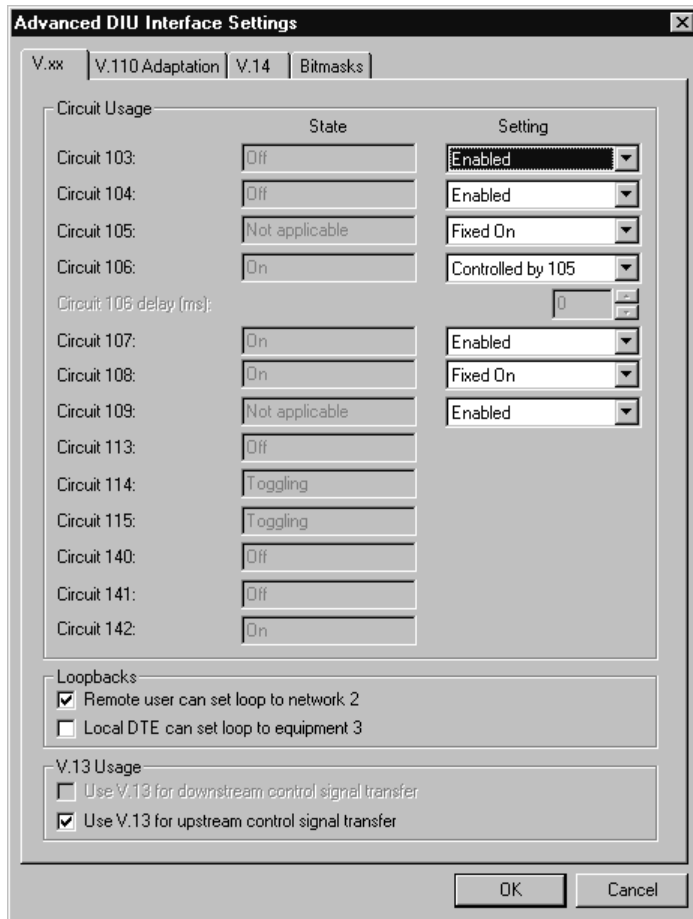 Advanced DIU Interface Settings
V.xx V.110 Adaptation V.14 Bitmasks
Circuit Usage
State Setting
Circuit 103: Off Enabled
Circuit 104: Off Enabled
Circuit 105: Not applicable Fixed On
Circuit 106: On Controlled by 105
Circuit 106 delay (ms): 0
Circuit 107: On Enabled
Circuit 108: On Fixed On
Circuit 109: Not applicable Enabled
Circuit 113: Off
Circuit 114: Toggling
Circuit 115: Toggling
Circuit 140: Off
Circuit 141: Off
Circuit 142: On
Loopbacks
Remote user can set loop to network 2
Local DTE can set loop to equipment 3
V.13 Usage
Use V.13 for downstream control signal transfer
Use V.13 for upstream control signal transfer
OK Cancel